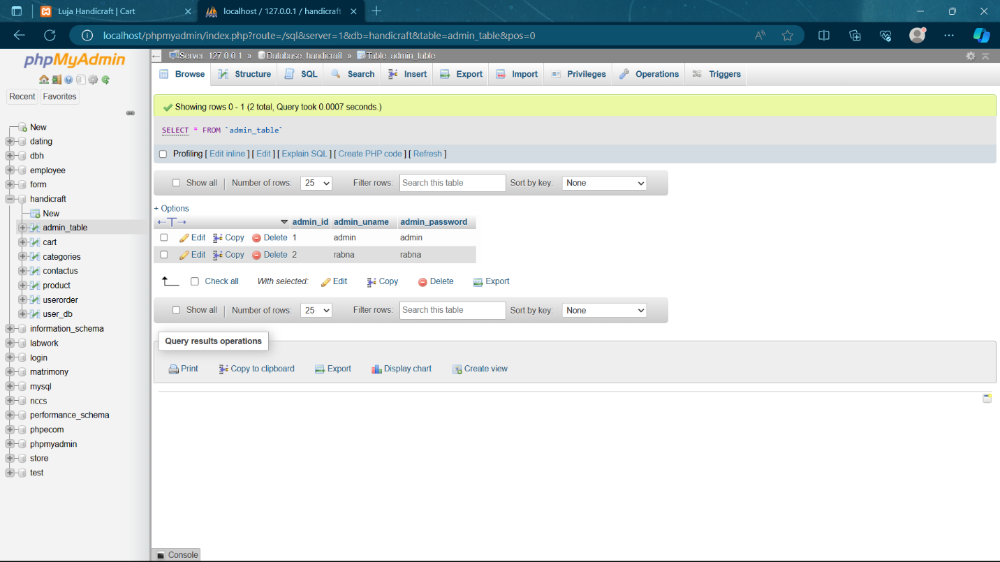 Luja Handicraft | Cart
localhost / 127.0.0.1 / handicraft
localhost/phpmyadmin/index.php?route=/sql&server=1&db=handicraft&table=admin_table&pos=0
phpMyAdmin
Recent Favorites
New
dating
dbh
employee
form
handicraft
New
admin_table
cart
categories
contactus
product
userorder
user_db
information_schema
labwork
login
matrimony
mysql
nccs
performance_schema
phpecom
phpmyadmin
store
test
Server: 127.0.0.1 » Database: handicraft » Table: admin_table
Browse Structure SQL Search Insert Export Import Privileges Operations Triggers
Showing rows 0 - 1 (2 total, Query took 0.0007 seconds.)
SELECT * FROM `admin_table`
Profiling [ Edit inline ] [ Edit ] [ Explain SQL ] [ Create PHP code ] [ Refresh ]
Show all | Number of rows: 25 Filter rows: Search this table Sort by key: None
+ Options
←T→ admin_id admin_uname admin_password
Edit Copy Delete 1 admin admin
Edit Copy Delete 2 rabna rabna
Check all With selected: Edit Copy Delete Export
Show all | Number of rows: 25 Filter rows: Search this table Sort by key: None
Query results operations
Print Copy to clipboard Export Display chart Create view
Console